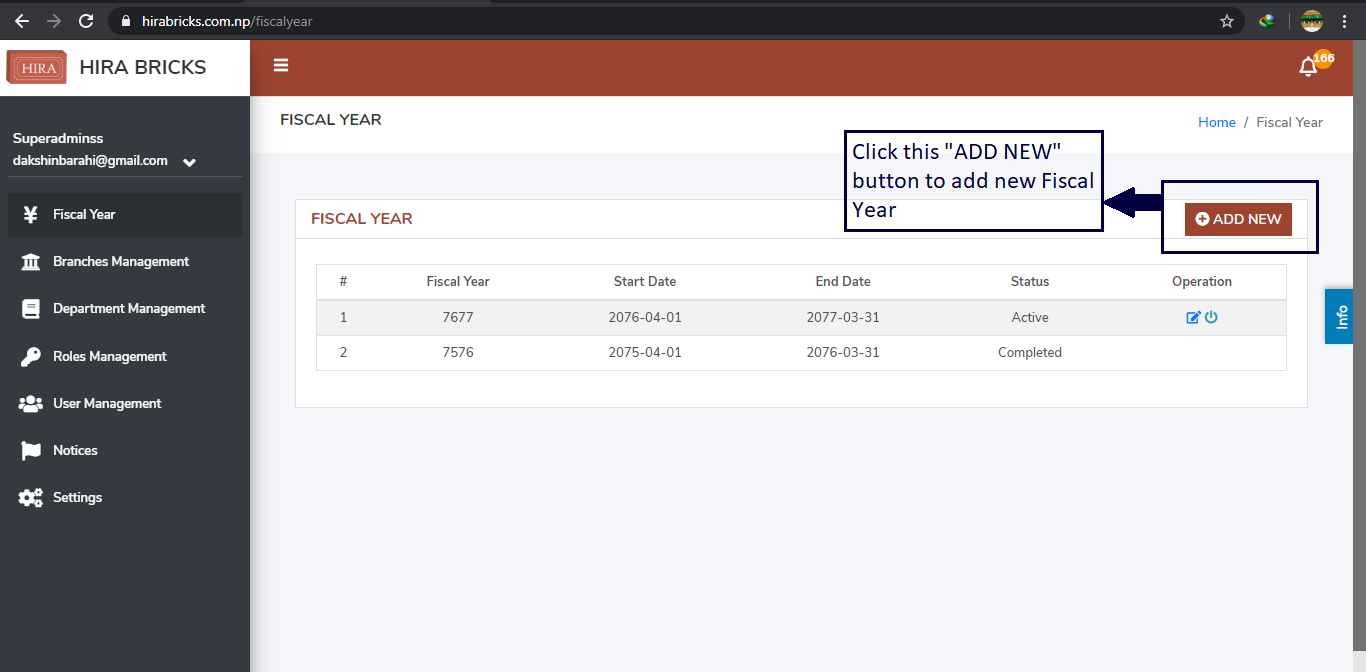 hirabricks.com.np/fiscalyear
HIRA
HIRA BRICKS
166
Superadminss
dakshinbarahi@gmail.com
Fiscal Year
Branches Management
Department Management
Roles Management
User Management
Notices
Settings
FISCAL YEAR
Home / Fiscal Year
Click this "ADD NEW"
button to add new Fiscal
Year
FISCAL YEAR
ADD NEW
# Fiscal Year Start Date End Date Status Operation
1 7677 2076-04-01 2077-03-31 Active
2 7576 2075-04-01 2076-03-31 Completed
Info